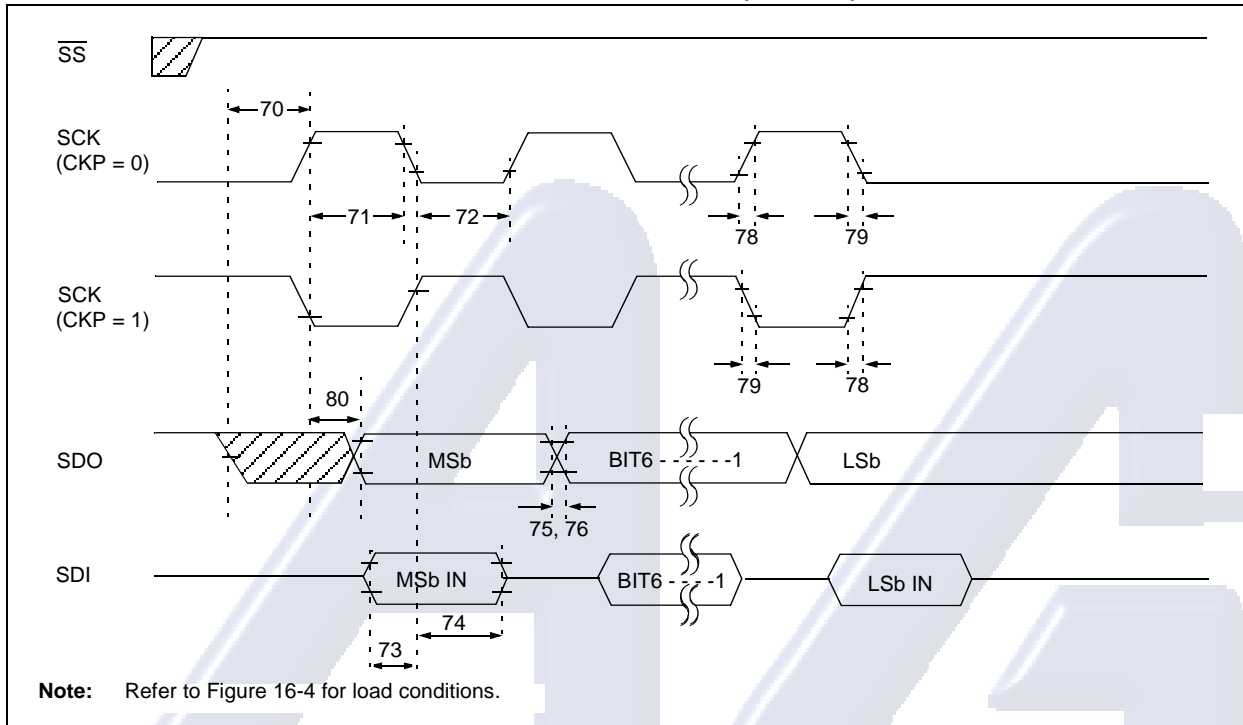 SS
70
SCK
(CKP = 0)
71
72
78
79
SCK
(CKP = 1)
79
78
80
SDO
MSb
BIT6 - - - - - -1
LSb
75, 76
SDI
MSb IN
BIT6 - - - -1
LSb IN
74
73
Note: Refer to Figure 16-4 for load conditions.